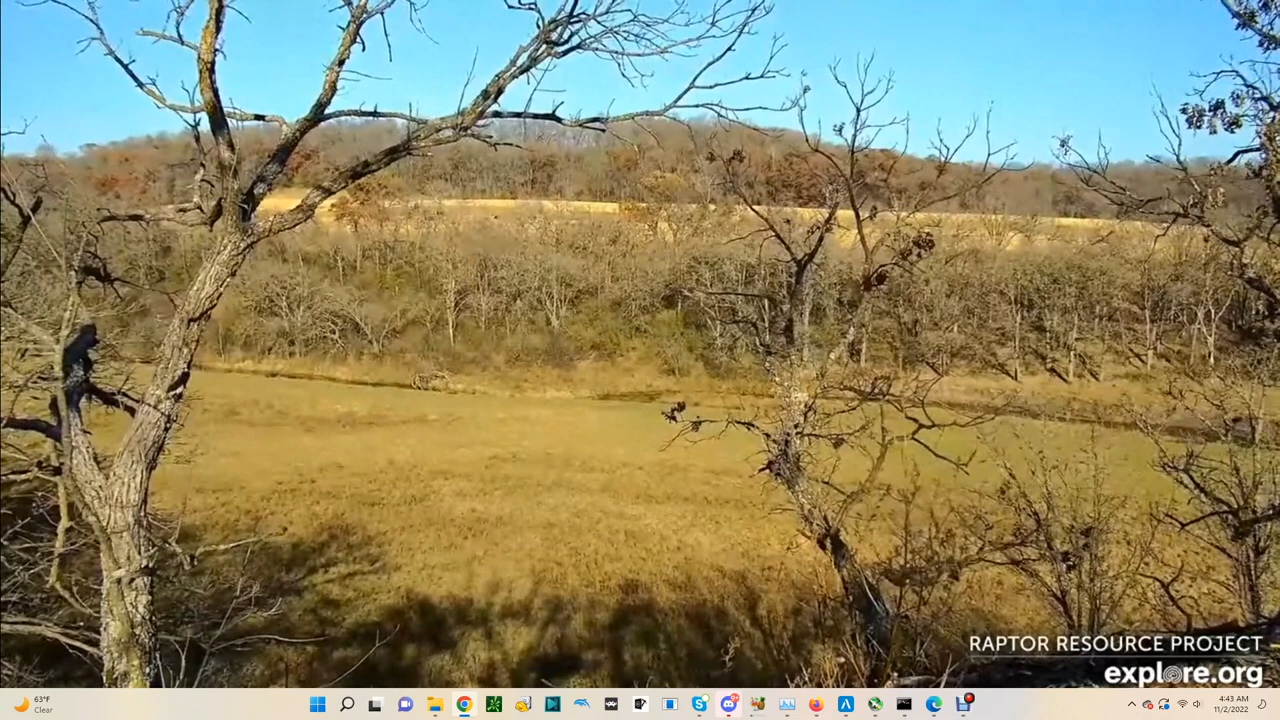 RAPTOR RESOURCE PROJECT
explore.org
63°F
Clear
4:43 AM
11/2/2022